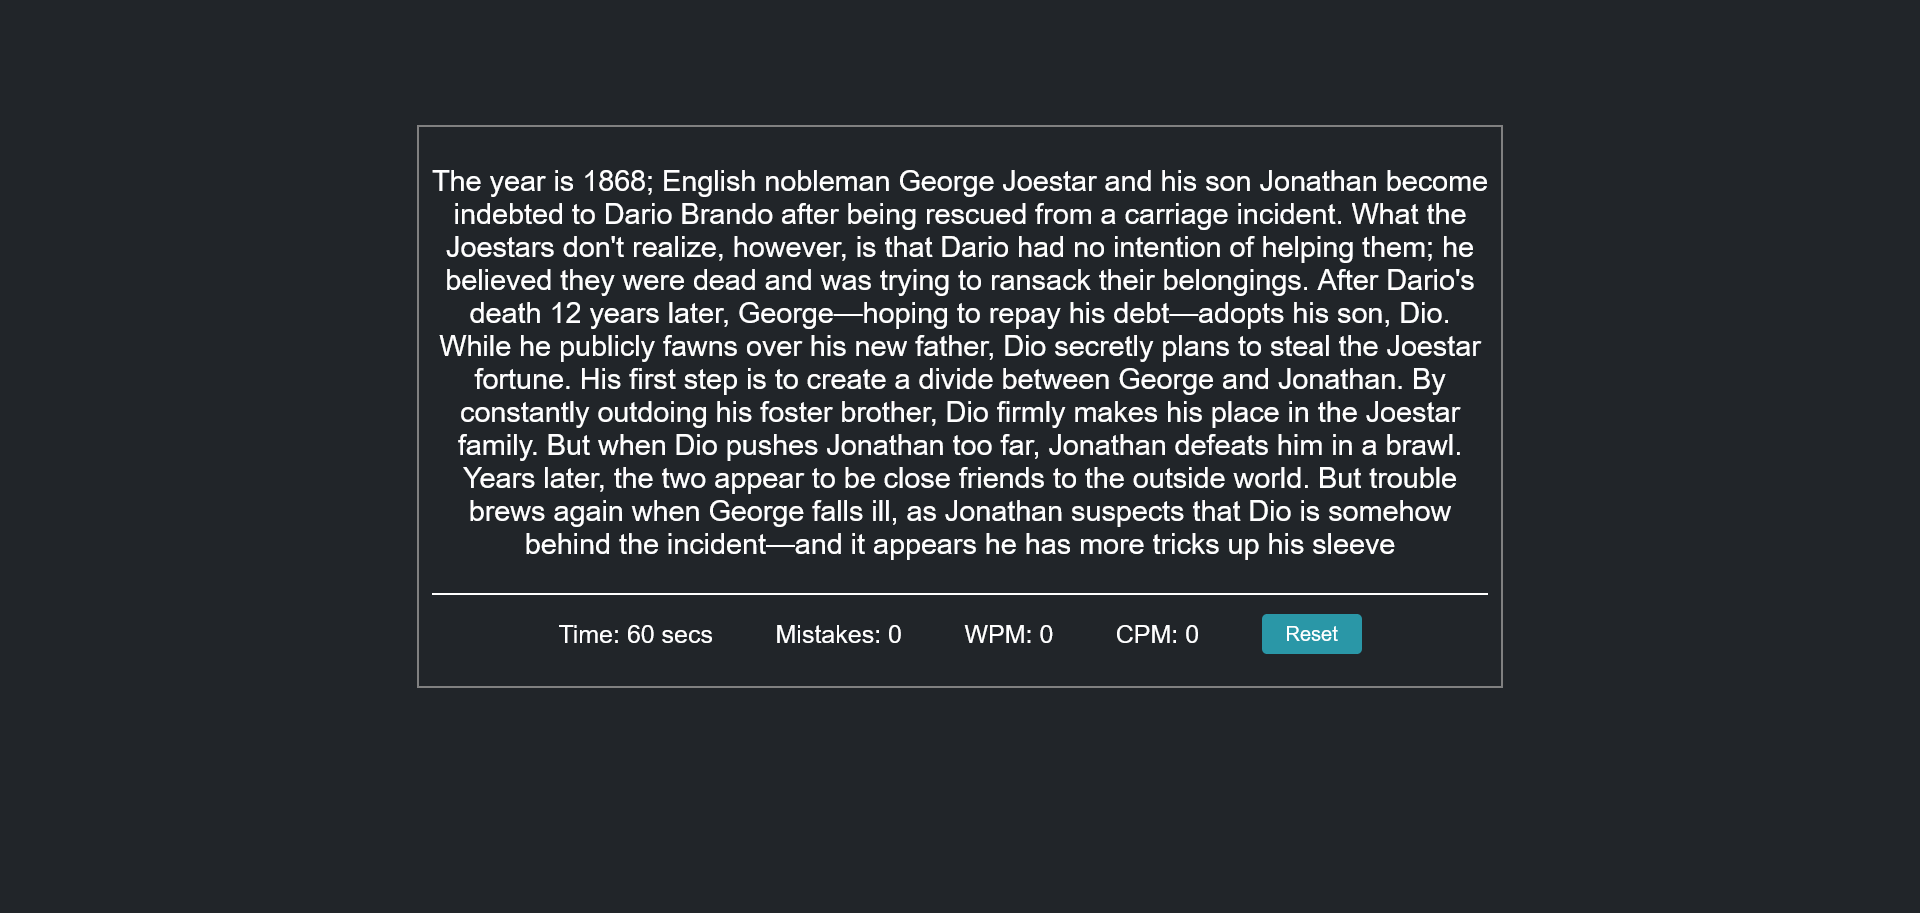 The year is 1868; English nobleman George Joestar and his son Jonathan become
indebted to Dario Brando after being rescued from a carriage incident. What the
Joestars don't realize, however, is that Dario had no intention of helping them; he
believed they were dead and was trying to ransack their belongings. After Dario's
death 12 years later, George—hoping to repay his debt—adopts his son, Dio.
While he publicly fawns over his new father, Dio secretly plans to steal the Joestar
fortune. His first step is to create a divide between George and Jonathan. By
constantly outdoing his foster brother, Dio firmly makes his place in the Joestar
family. But when Dio pushes Jonathan too far, Jonathan defeats him in a brawl.
Years later, the two appear to be close friends to the outside world. But trouble
brews again when George falls ill, as Jonathan suspects that Dio is somehow
behind the incident—and it appears he has more tricks up his sleeve
Time: 60 secs Mistakes: 0 WPM: 0 CPM: 0 Reset